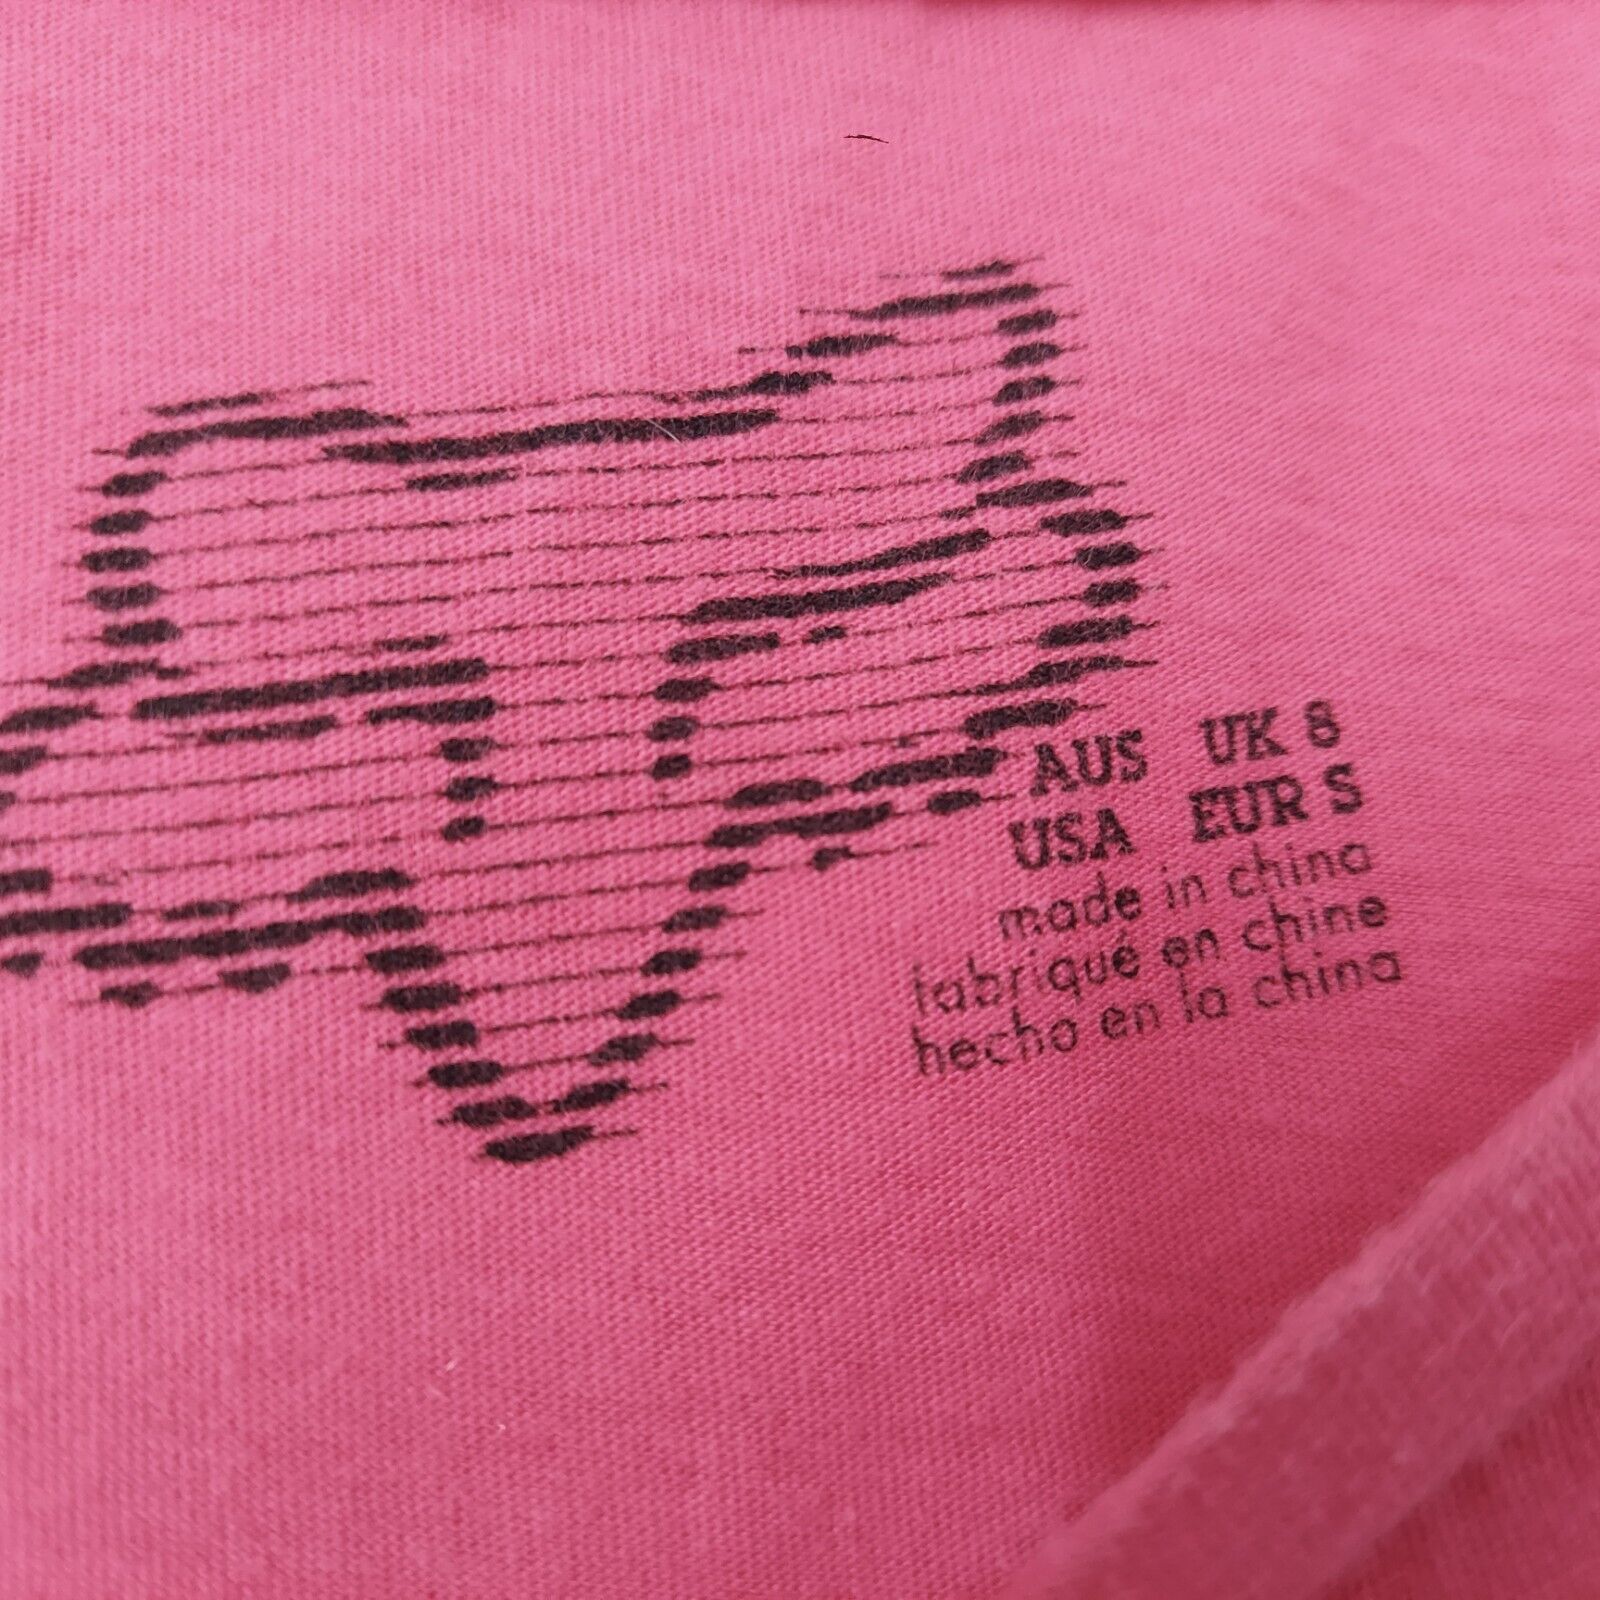 AUS UK 8
USA EUR S
made in china
fabriqué en chine
hecho en la china